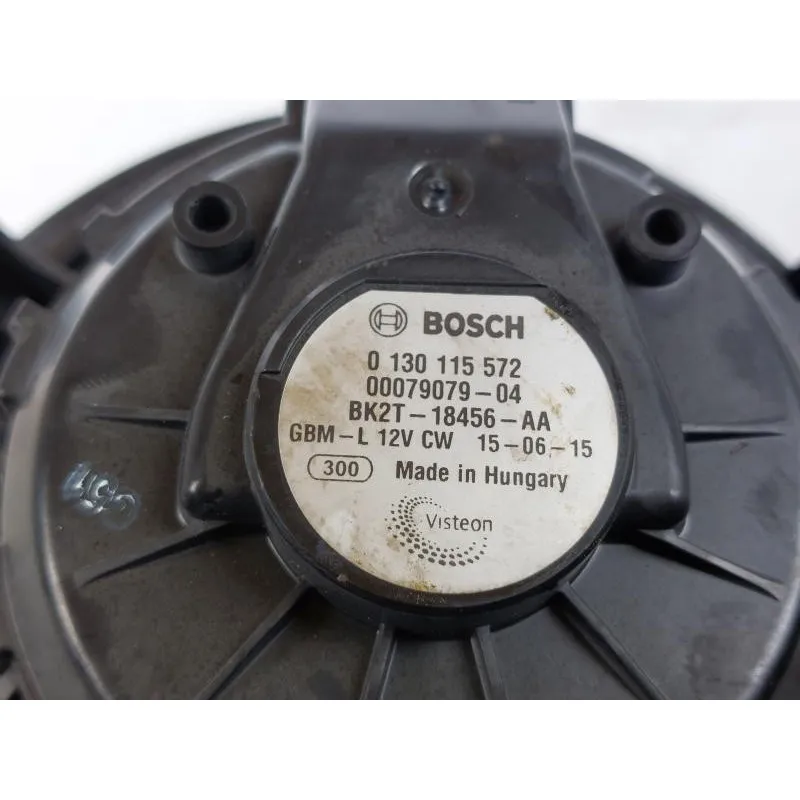 BOSCH
0 130 115 572
00079079-04
BK2T-18456-AA
GBM-L 12V CW 15-06-15
300 Made in Hungary
Visteon